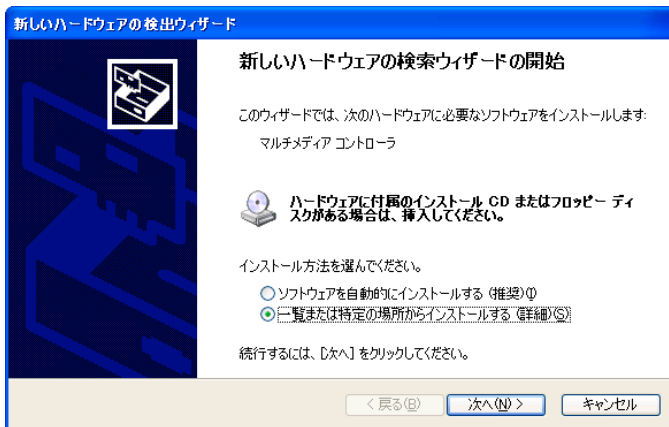 新しいハードウェアの検出ウィザード
新しいハードウェアの検索ウィザードの開始
このウィザードでは、次のハードウェアに必要なソフトウェアをインストールします:
マルチメディア コントローラ
ハードウェアに付属のインストール CD またはフロッピー ディ
スクがある場合は、挿入してください。
インストール方法を選んでください。
ソフトウェアを自動的にインストールする (推奨)(I)
一覧または特定の場所からインストールする (詳細)(S)
続行するには、[次へ] をクリックしてください。
< 戻る(B) 次へ(N) > キャンセル